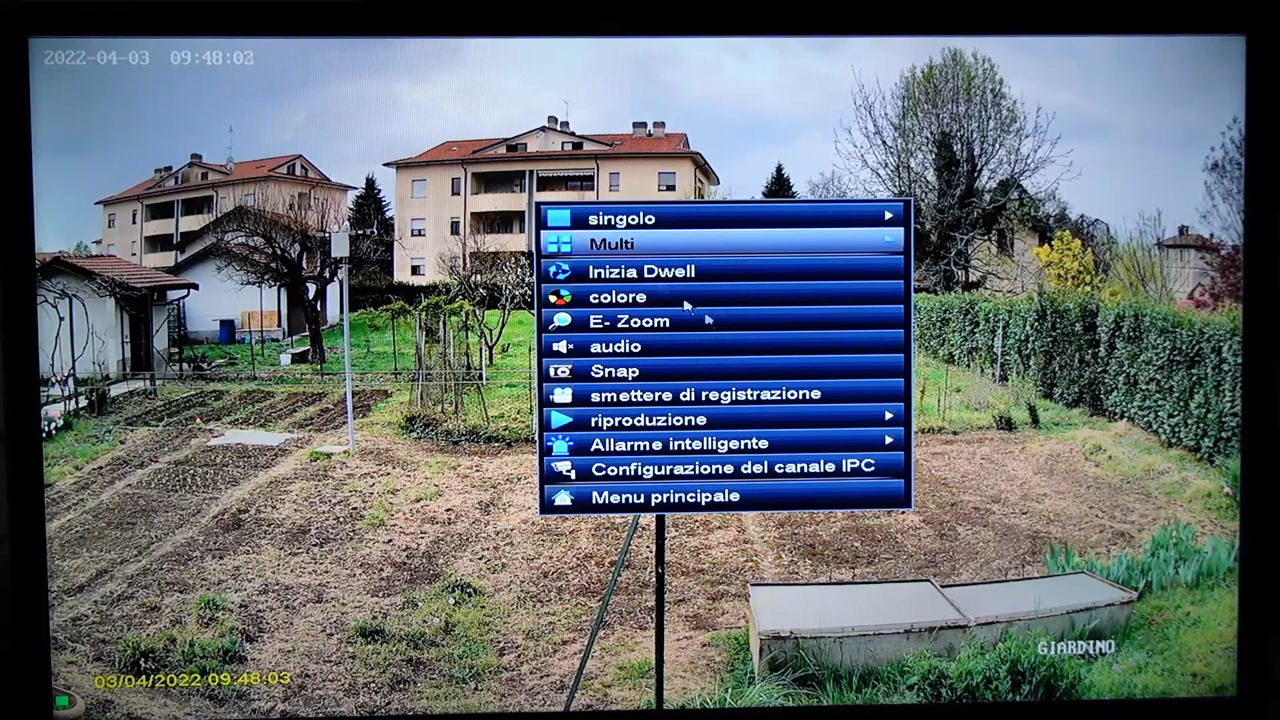 2022-04-03 09:48:02
singolo
Multi
Inizia Dwell
colore
E- Zoom
audio
Snap
smettere di registrazione
riproduzione
Allarme intelligente
Configurazione del canale IPC
Menu principale
GIARDINO
03/04/2022 09:48:03